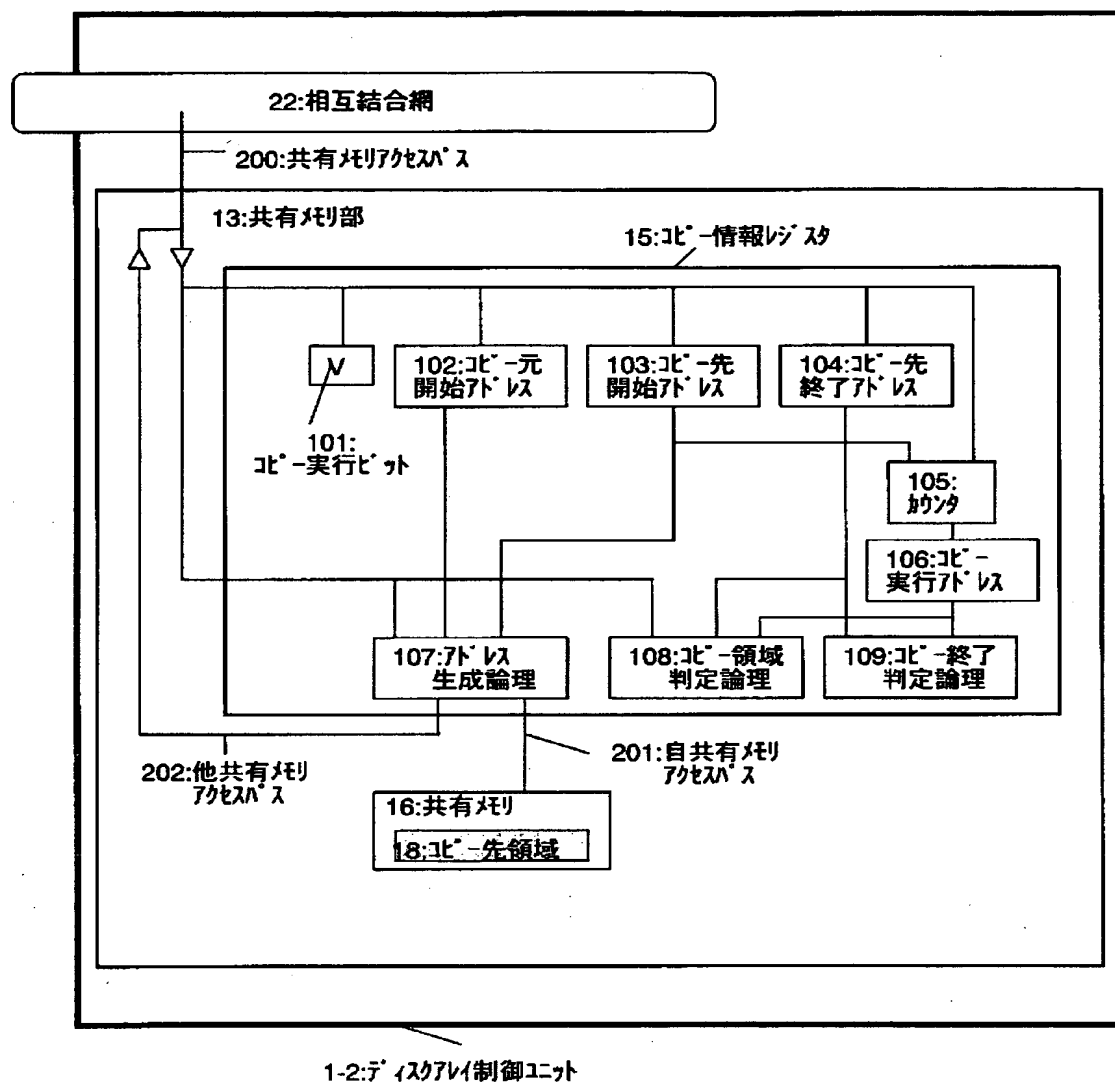 22:相互結合網
200:共有ﾒﾓﾘｱｸｾｽﾊﾟｽ
13:共有ﾒﾓﾘ部
15:ｺﾋﾟｰ情報ﾚｼﾞｽﾀ
V
102:ｺﾋﾟｰ元
開始ｱﾄﾞﾚｽ
103:ｺﾋﾟｰ先
開始ｱﾄﾞﾚｽ
104:ｺﾋﾟｰ先
終了ｱﾄﾞﾚｽ
101:
ｺﾋﾟｰ実行ﾋﾞｯﾄ
105:
ｶｳﾝﾀ
106:ｺﾋﾟｰ
実行ｱﾄﾞﾚｽ
107:ｱﾄﾞﾚｽ
生成論理
108:ｺﾋﾟｰ領域
判定論理
109:ｺﾋﾟｰ終了
判定論理
202:他共有ﾒﾓﾘ
ｱｸｾｽﾊﾟｽ
201:自共有ﾒﾓﾘ
ｱｸｾｽﾊﾟｽ
16:共有ﾒﾓﾘ
18:ｺﾋﾟｰ先領域
1-2:ﾃﾞｨｽｸｱﾚｲ制御ﾕﾆｯﾄ